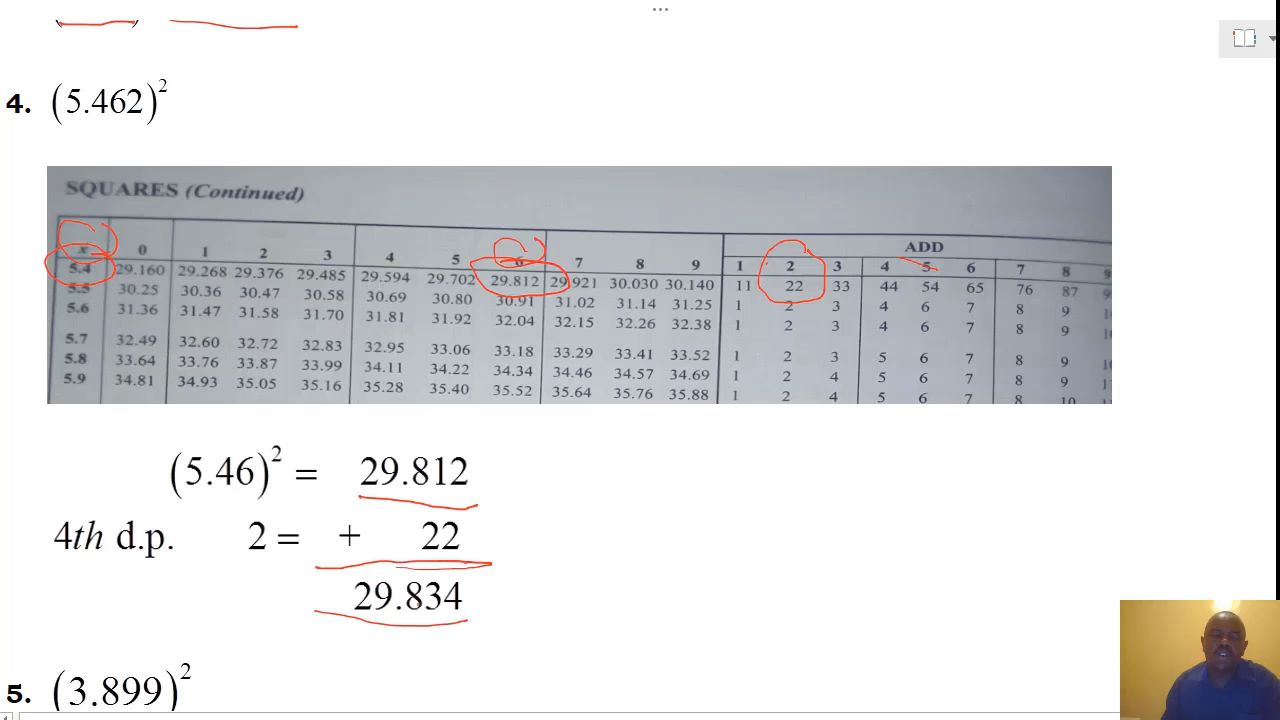 4. (5.462)²
SQUARES (Continued)
ADD
x 0 1 2 3 4 5 6 7 8 9 1 2 3 4 5 6 7 8 9
5.4 29.160 29.268 29.376 29.485 29.594 29.702 29.812 29.921 30.030 30.140 11 22 33 44 54 65 76 87
5.5 30.25 30.36 30.47 30.58 30.69 30.80 30.91 31.02 31.14 31.25 1 2 3 4 6 7 8 9
5.6 31.36 31.47 31.58 31.70 31.81 31.92 32.04 32.15 32.26 32.38 1 2 3 4 6 7 8 9
5.7 32.49 32.60 32.72 32.83 32.95 33.06 33.18 33.29 33.41 33.52 1 2 3 5 6 7 8 9
5.8 33.64 33.76 33.87 33.99 34.11 34.22 34.34 34.46 34.57 34.69 1 2 4 5 6 7 8 9
5.9 34.81 34.93 35.05 35.16 35.28 35.40 35.52 35.64 35.76 35.88 1 2 4 5 6 7 8 10
(5.46)² = 29.812
4th d.p. 2 = + 22
29.834
5. (3.899)²